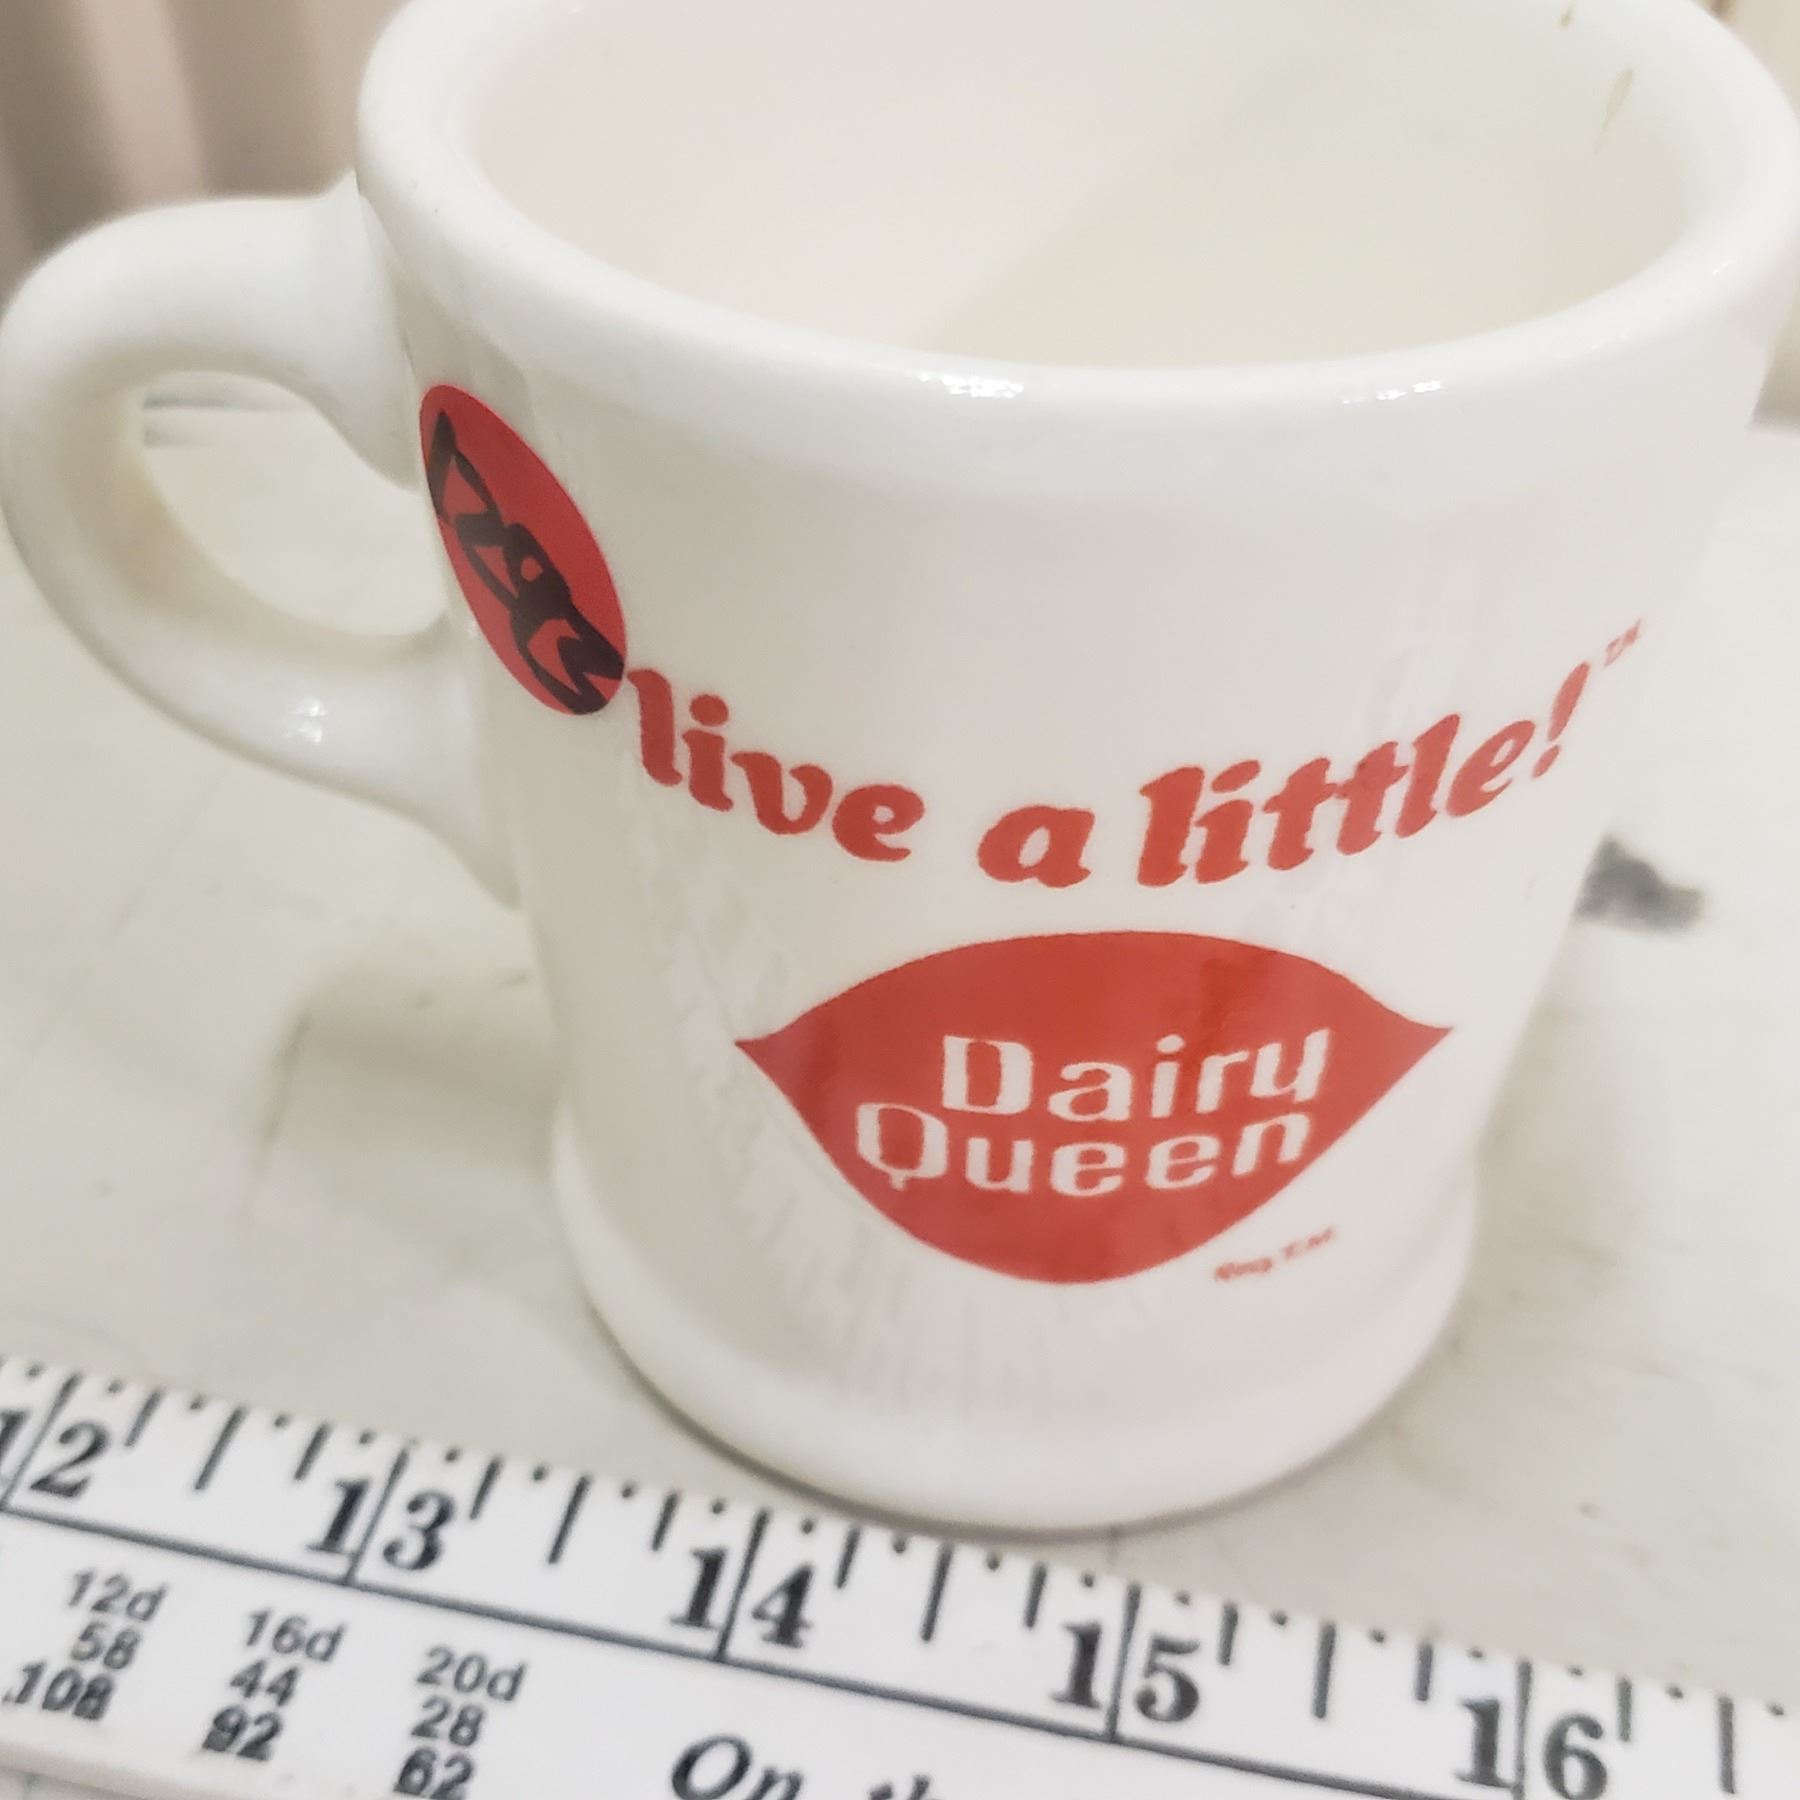 live a little!™
Dairy
Queen
Reg. T.M.
12 13 14 15 16
12d 16d 20d
58 44 28
108 92 62
On